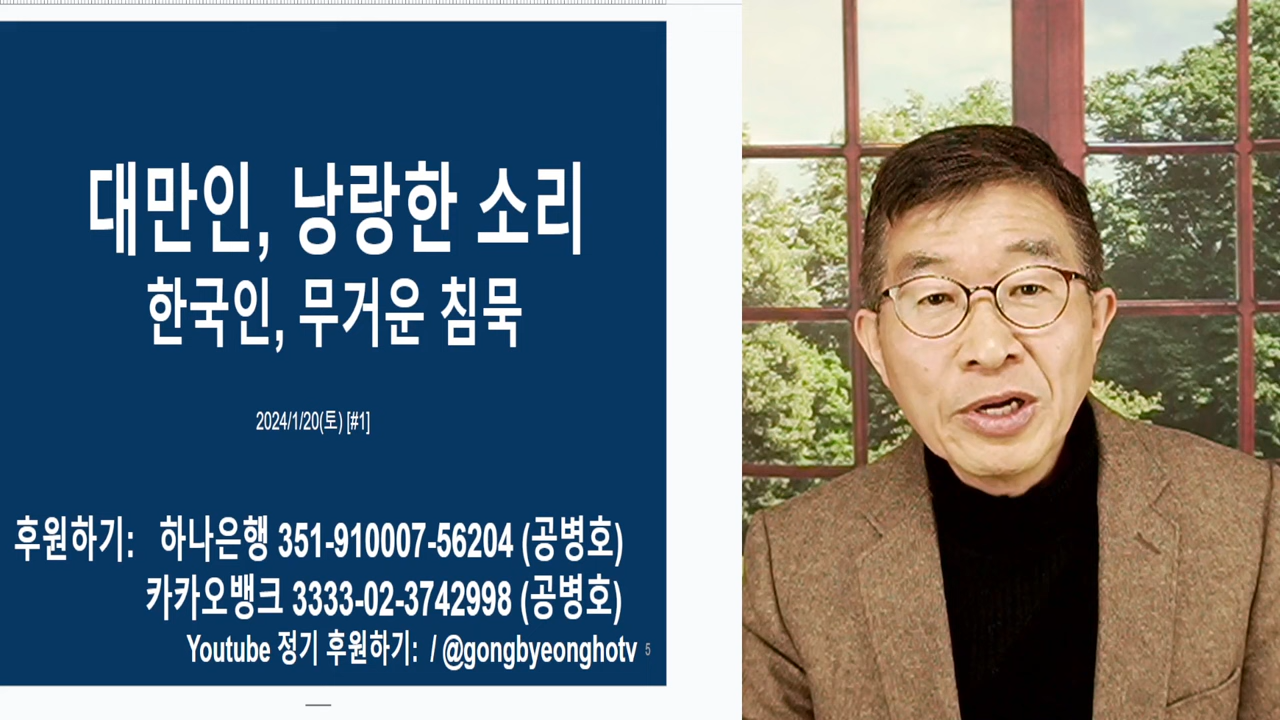 대만인, 낭랑한 소리
한국인, 무거운 침묵
2024/1/20(토) [#1]
후원하기: 하나은행 351-910007-56204 (공병호)
카카오뱅크 3333-02-3742998 (공병호)
Youtube 정기 후원하기: / @gongbyeonghotv
5